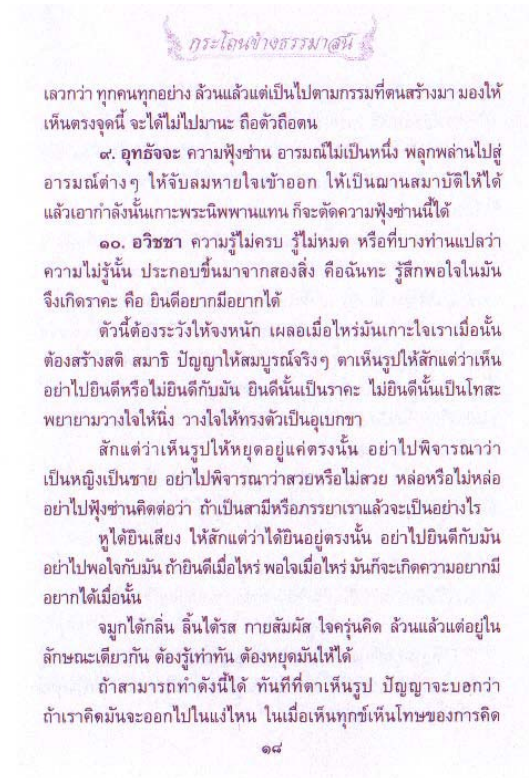 กระโถนข้างธรรมาสน์
เลวกว่า ทุกคนทุกอย่าง ล้วนแล้วแต่เป็นไปตามกรรมที่ตนสร้างมา มองให้
เห็นตรงจุดนี้ จะได้ไม่ไปมานะ ถือตัวถือตน
๙. อุทธัจจะ ความฟุ้งซ่าน อารมณ์ไม่เป็นหนึ่ง พลุกพล่านไปสู่
อารมณ์ต่างๆ ให้จับลมหายใจเข้าออก ให้เป็นฌานสมาบัติให้ได้
แล้วเอากำลังนั้นเกาะพระนิพพานแทน ก็จะตัดความฟุ้งซ่านนี้ได้
๑๐. อวิชชา ความรู้ไม่ครบ รู้ไม่หมด หรือที่บางท่านแปลว่า
ความไม่รู้นั้น ประกอบขึ้นมาจากสองสิ่ง คือฉันทะ รู้สึกพอใจในมัน
จึงเกิดราคะ คือ ยินดีอยากมีอยากได้
ตัวนี้ต้องระวังให้จงหนัก เผลอเมื่อไหร่มันเกาะใจเราเมื่อนั้น
ต้องสร้างสติ สมาธิ ปัญญาให้สมบูรณ์จริงๆ ตาเห็นรูปให้สักแต่ว่าเห็น
อย่าไปยินดีหรือไม่ยินดีกับมัน ยินดีนั้นเป็นราคะ ไม่ยินดีนั้นเป็นโทสะ
พยายามวางใจให้นิ่ง วางใจให้ทรงตัวเป็นอุเบกขา
สักแต่ว่าเห็นรูปให้หยุดอยู่แค่ตรงนั้น อย่าไปพิจารณาว่า
เป็นหญิงเป็นชาย อย่าไปพิจารณาว่าสวยหรือไม่สวย หล่อหรือไม่หล่อ
อย่าไปฟุ้งซ่านคิดต่อว่า ถ้าเป็นสามีหรือภรรยาเราแล้วจะเป็นอย่างไร
หูได้ยินเสียง ให้สักแต่ว่าได้ยินอยู่ตรงนั้น อย่าไปยินดีกับมัน
อย่าไปพอใจกับมัน ถ้ายินดีเมื่อไหร่ พอใจเมื่อไหร่ มันก็จะเกิดความอยากมี
อยากได้เมื่อนั้น
จมูกได้กลิ่น ลิ้นได้รส กายสัมผัส ใจครุ่นคิด ล้วนแล้วแต่อยู่ใน
ลักษณะเดียวกัน ต้องรู้เท่าทัน ต้องหยุดมันให้ได้
ถ้าสามารถทำดังนี้ได้ ทันทีที่ตาเห็นรูป ปัญญาจะบอกว่า
ถ้าเราคิดมันจะออกไปในแง่ไหน ในเมื่อเห็นทุกข์เห็นโทษของการคิด
๑๘